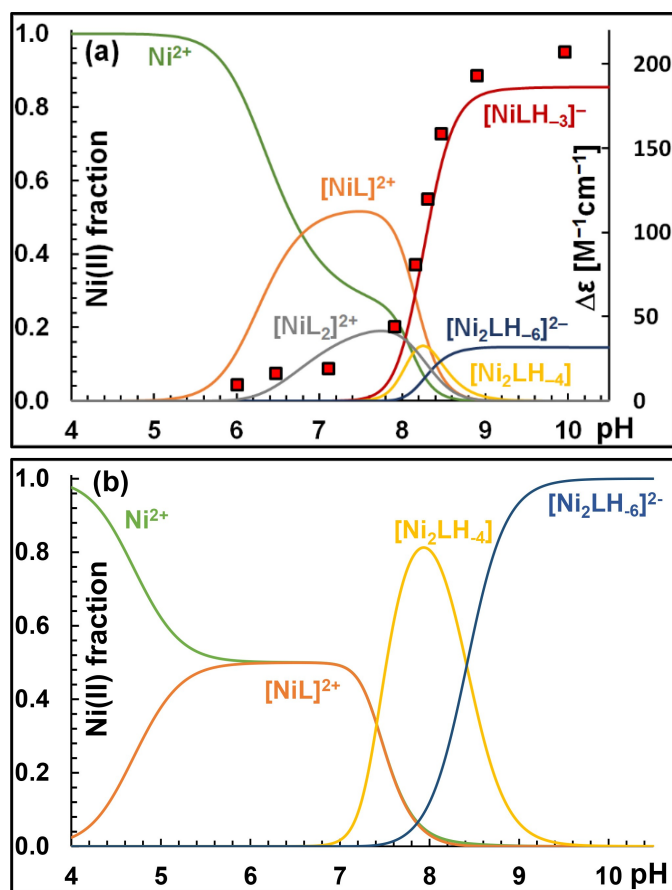 (a)
Ni²⁺
[NiLH₋₃]⁻
[NiL]²⁺
[NiL₂]²⁺
[Ni₂LH₋₆]²⁻
[Ni₂LH₋₄]
Ni(II) fraction
Δε [M⁻¹cm⁻¹]
1.0
0.8
0.6
0.4
0.2
0.0
200
150
100
50
0
4 5 6 7 8 9 10 pH
(b)
Ni²⁺
[Ni₂LH₋₄]
[Ni₂LH₋₆]²⁻
[NiL]²⁺
Ni(II) fraction
1.0
0.8
0.6
0.4
0.2
0.0
4 5 6 7 8 9 10 pH